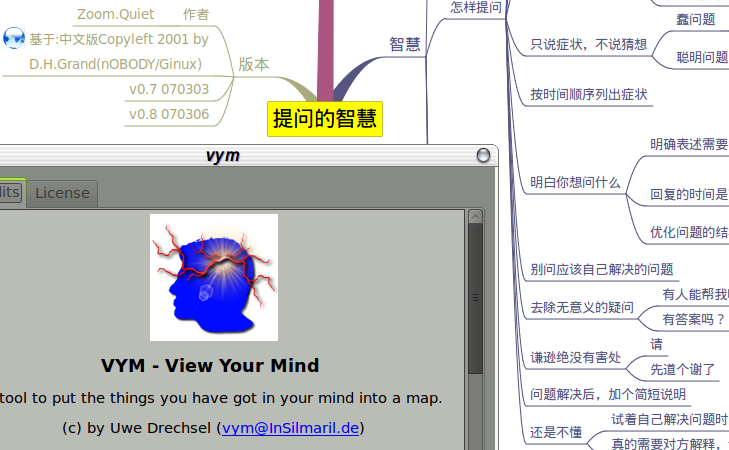 Zoom.Quiet 作者
基于:中文版Copyleft 2001 by
D.H.Grand(nOBODY/Ginux)
v0.7 070303
v0.8 070306
版本
提问的智慧
智慧
怎样提问
蠢问题
只说症状，不说猜想
聪明问题
按时间顺序列出症状
明确表述需要
明白你想问什么
回复的时间是
优化问题的结
别问应该自己解决的问题
去除无意义的疑问
有人能帮我
有答案吗？
谦逊绝没有害处
请
先道个谢了
问题解决后，加个简短说明
还是不懂
试着自己解决问题时
真的需要对方解释，
vym
dits
License
VYM - View Your Mind
tool to put the things you have got in your mind into a map.
(c) by Uwe Drechsel (vym@InSilmaril.de)